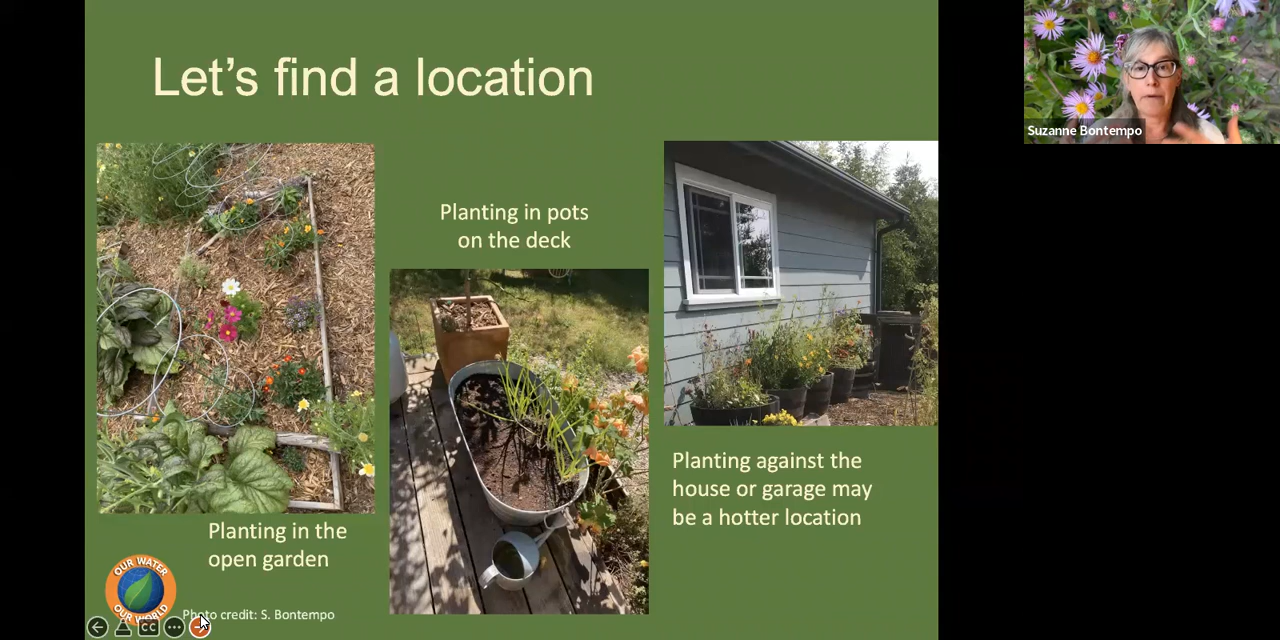 Let's find a location
Suzanne Bontempo
Planting in pots
on the deck
Planting against the
house or garage may
be a hotter location
Planting in the
open garden
OUR WATER
OUR WORLD
Photo credit: S. Bontempo
CC